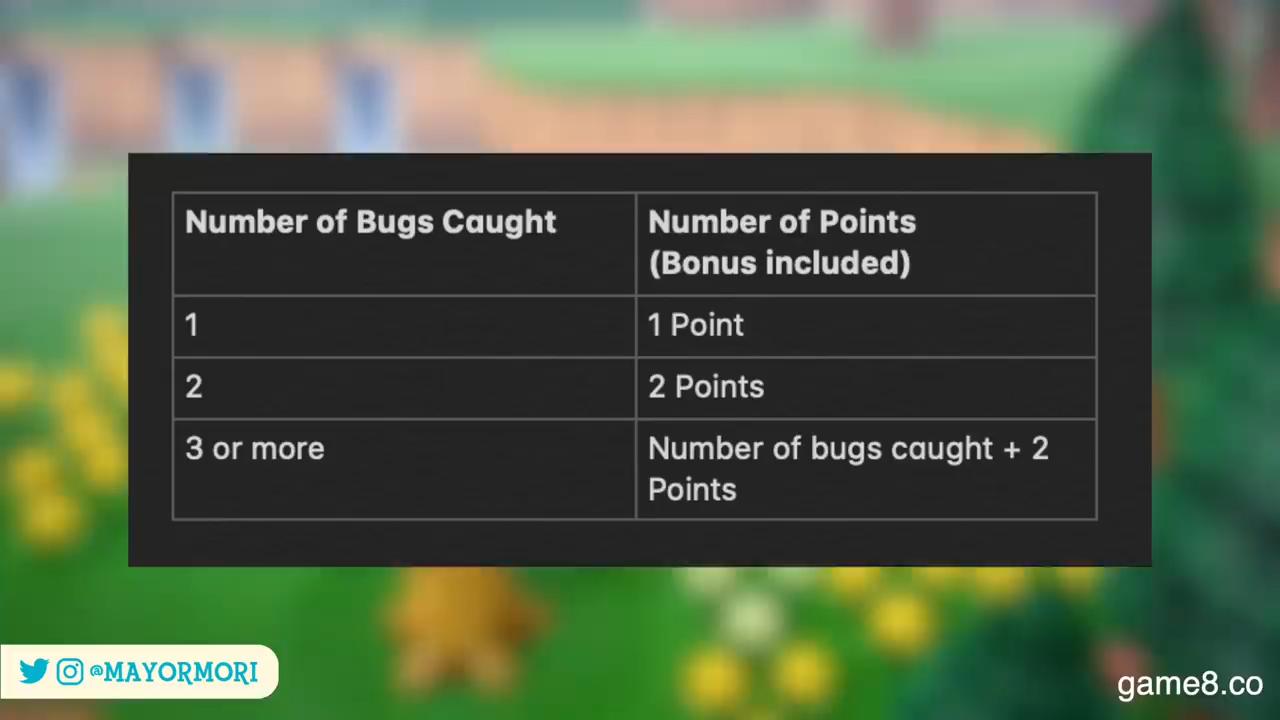 Number of Bugs Caught
Number of Points
(Bonus included)
1
1 Point
2
2 Points
3 or more
Number of bugs caught + 2
Points
@MAYORMORI
game8.co